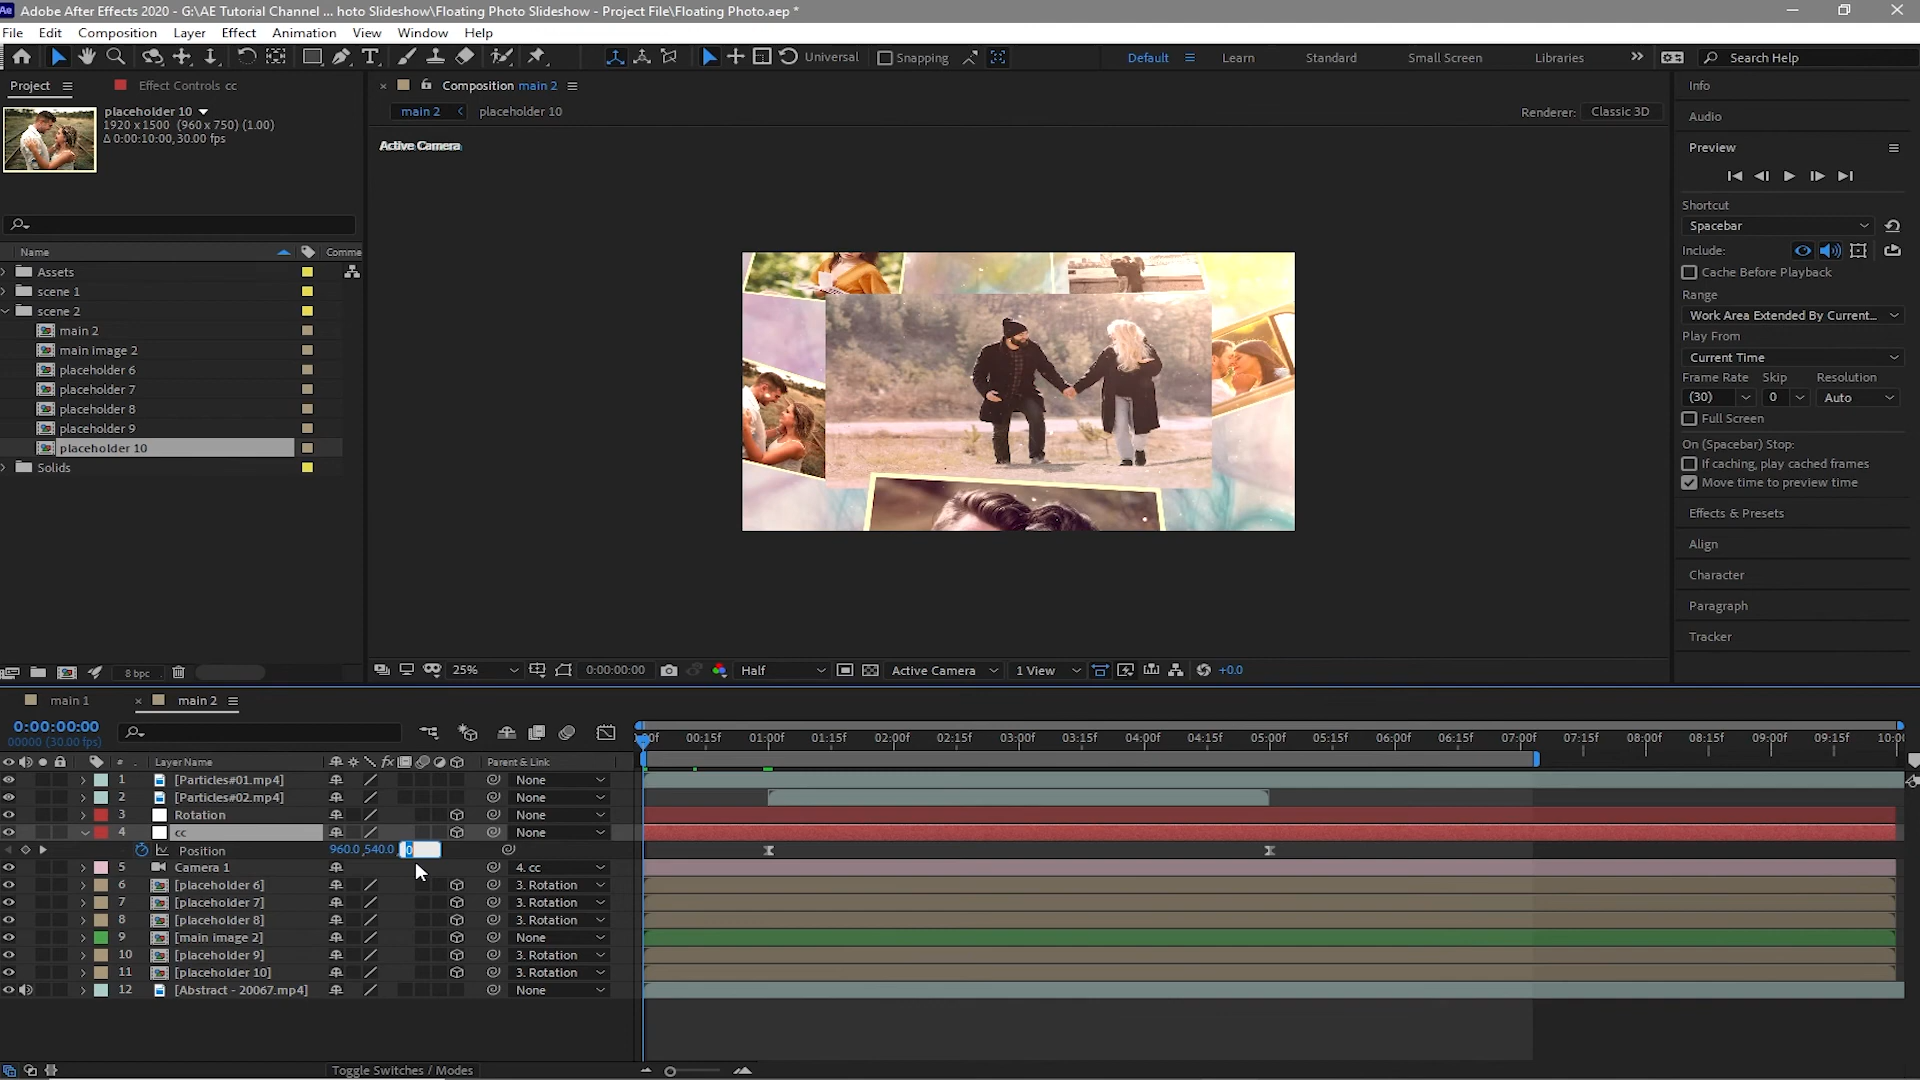 Ae Adobe After Effects 2020 - G:\AE Tutorial Channel ... hoto Slideshow\Floating Photo Slideshow - Project File\Floating Photo.aep *
File Edit Composition Layer Effect Animation View Window Help
Universal Snapping Default Learn Standard Small Screen Libraries Search Help
Project Effect Controls cc
placeholder 10
1920 x 1500 (960 x 750) (1.00)
Δ 0:00:10:00, 30.00 fps
Name Comme
Assets
scene 1
scene 2
main 2
main image 2
placeholder 6
placeholder 7
placeholder 8
placeholder 9
placeholder 10
Solids
8 bpc
Composition main 2
main 2 placeholder 10
Renderer: Classic 3D
Active Camera
25% 0:00:00:00 Half Active Camera 1 View +0.0
Info
Audio
Preview
Shortcut
Spacebar
Include:
Cache Before Playback
Range
Work Area Extended By Current...
Play From
Current Time
Frame Rate Skip Resolution
(30) 0 Auto
Full Screen
On (Spacebar) Stop:
If caching, play cached frames
Move time to preview time
Effects & Presets
Align
Character
Paragraph
Tracker
main 1 main 2
0:00:00:00
00000 (30.00 fps)
00:15f 01:00f 01:15f 02:00f 02:15f 03:00f 03:15f 04:00f 04:15f 05:00f 05:15f 06:00f 06:15f 07:00f 07:15f 08:00f 08:15f 09:00f 09:15f 10:0
# Layer Name Parent & Link
1 [Particles#01.mp4] None
2 [Particles#02.mp4] None
3 Rotation None
4 cc None
Position 960.0,540.0, 0
5 Camera 1 4. cc
6 [placeholder 6] 3. Rotation
7 [placeholder 7] 3. Rotation
8 [placeholder 8] 3. Rotation
9 [main image 2] None
10 [placeholder 9] 3. Rotation
11 [placeholder 10] 3. Rotation
12 [Abstract - 20067.mp4] None
Toggle Switches / Modes